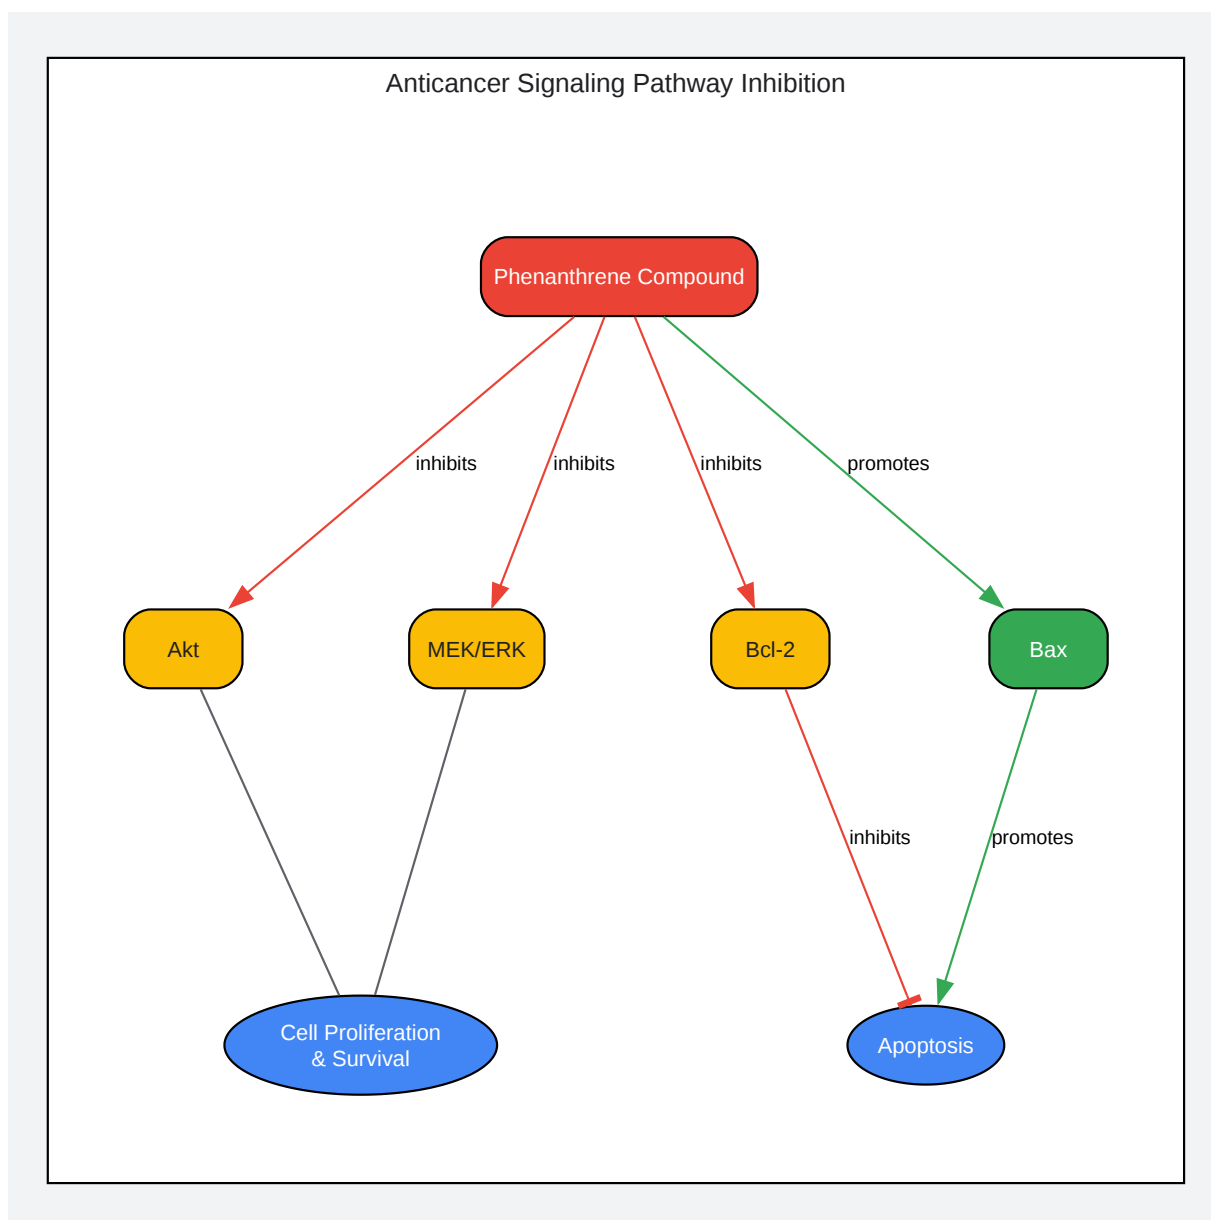 Anticancer Signaling Pathway Inhibition
Phenanthrene Compound
inhibits
inhibits
inhibits
promotes
Akt
MEK/ERK
Bcl-2
Bax
inhibits
promotes
Cell Proliferation
& Survival
Apoptosis